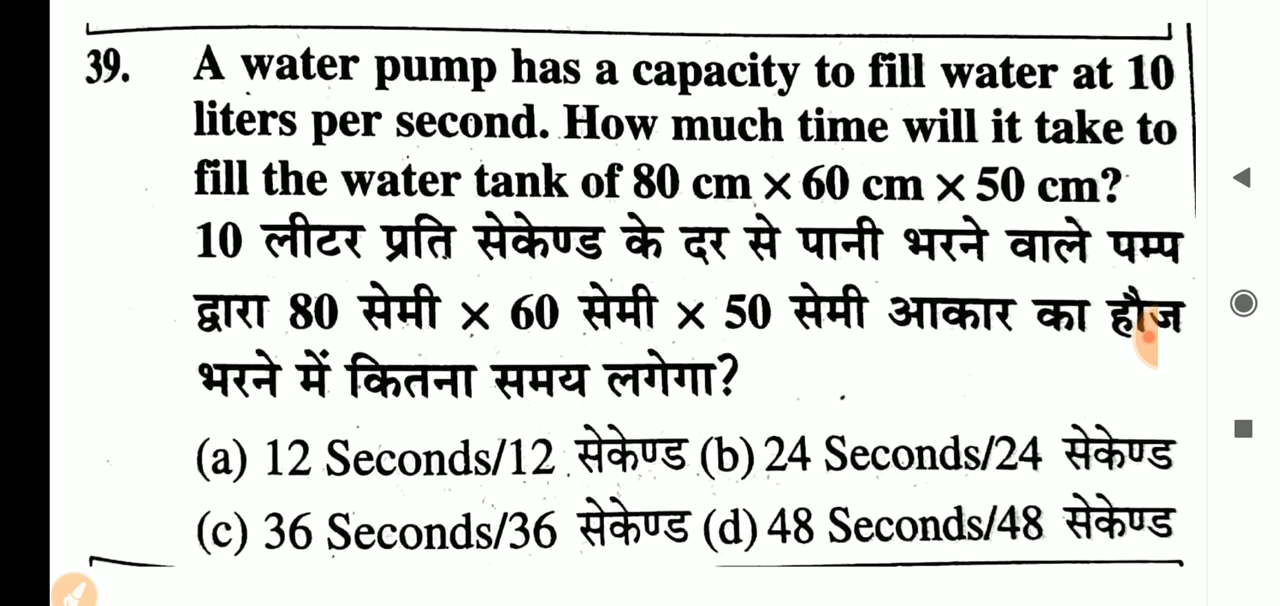 39. A water pump has a capacity to fill water at 10
liters per second. How much time will it take to
fill the water tank of 80 cm × 60 cm × 50 cm?
10 लीटर प्रति सेकेण्ड के दर से पानी भरने वाले पम्प
द्वारा 80 सेमी × 60 सेमी × 50 सेमी आकार का हौज
भरने में कितना समय लगेगा?
(a) 12 Seconds/12 सेकेण्ड (b) 24 Seconds/24 सेकेण्ड
(c) 36 Seconds/36 सेकेण्ड (d) 48 Seconds/48 सेकेण्ड